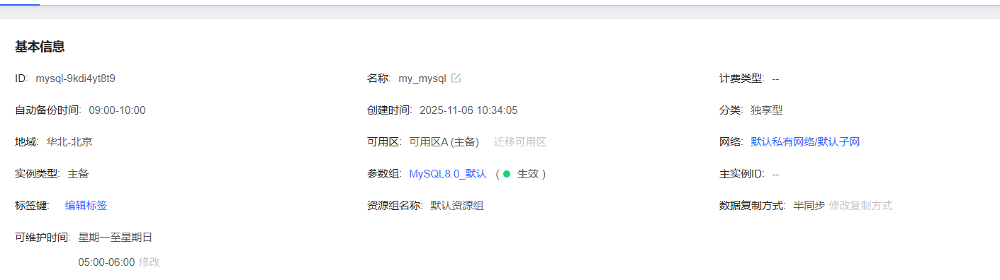 基本信息
ID: mysql-9kdi4yt8t9 名称: my_mysql 计费类型: --
自动备份时间: 09:00-10:00 创建时间: 2025-11-06 10:34:05 分类: 独享型
地域: 华北-北京 可用区: 可用区A (主备) 迁移可用区 网络: 默认私有网络/默认子网
实例类型: 主备 参数组: MySQL8.0_默认 ( 生效 ) 主实例ID: --
标签键: 编辑标签 资源组名称: 默认资源组 数据复制方式: 半同步 修改复制方式
可维护时间: 星期一至星期日
05:00-06:00 修改